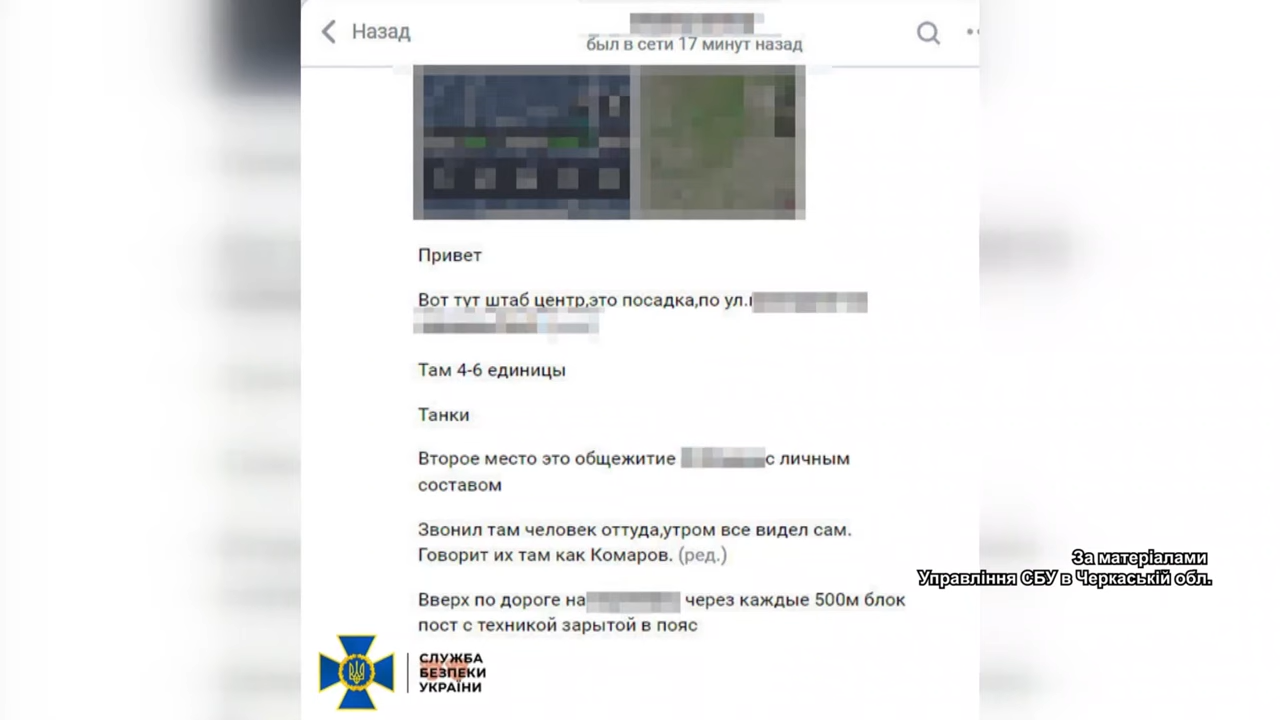 Назад
был в сети 17 минут назад
Привет
Вот тут штаб центр,это посадка,по ул.
Там 4-6 единицы
Танки
Второе место это общежитие с личным
составом
Звонил там человек оттуда,утром все видел сам.
Говорит их там как Комаров. (ред.)
Вверх по дороге на через каждые 500м блок
пост с техникой зарытой в пояс
За матеріалами
Управління СБУ в Черкаській обл.
СЛУЖБА
БЕЗПЕКИ
УКРАЇНИ